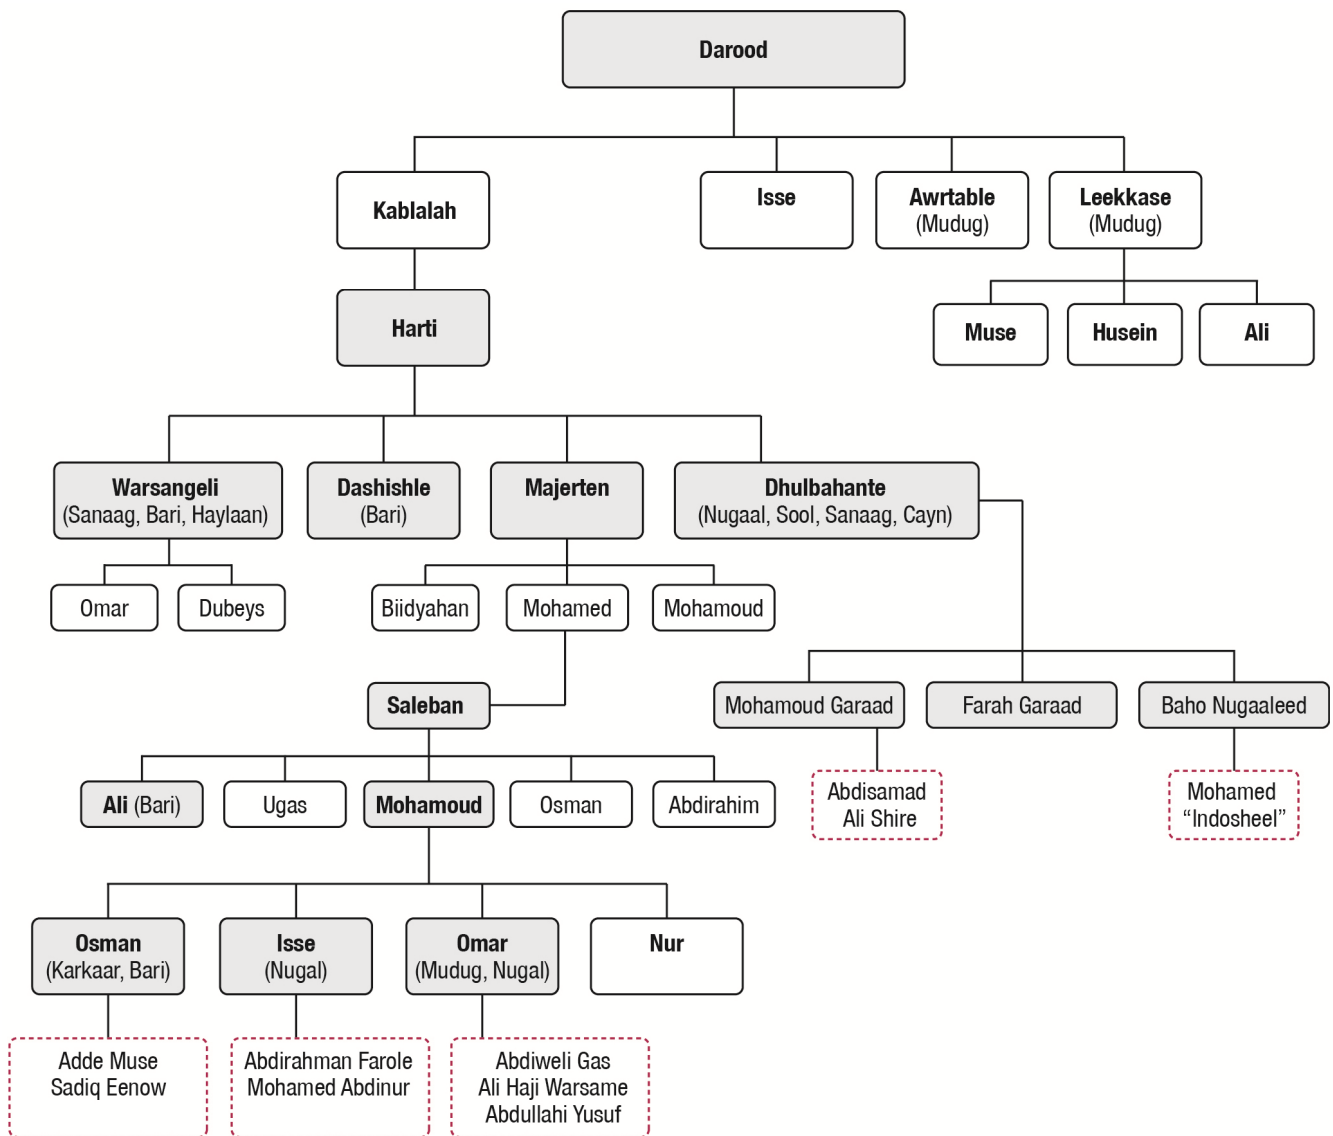 Darood
Kablalah
Isse
Awrtable
(Mudug)
Leekkase
(Mudug)
Harti
Muse
Husein
Ali
Warsangeli
(Sanaag, Bari, Haylaan)
Dashishle
(Bari)
Majerten
Dhulbahante
(Nugaal, Sool, Sanaag, Cayn)
Omar
Dubeys
Biidyahan
Mohamed
Mohamoud
Saleban
Mohamoud Garaad
Farah Garaad
Baho Nugaaleed
Ali (Bari)
Ugas
Mohamoud
Osman
Abdirahim
Abdisamad
Ali Shire
Mohamed
“Indosheel”
Osman
(Karkaar, Bari)
Isse
(Nugal)
Omar
(Mudug, Nugal)
Nur
Adde Muse
Sadiq Eenow
Abdirahman Farole
Mohamed Abdinur
Abdiweli Gas
Ali Haji Warsame
Abdullahi Yusuf